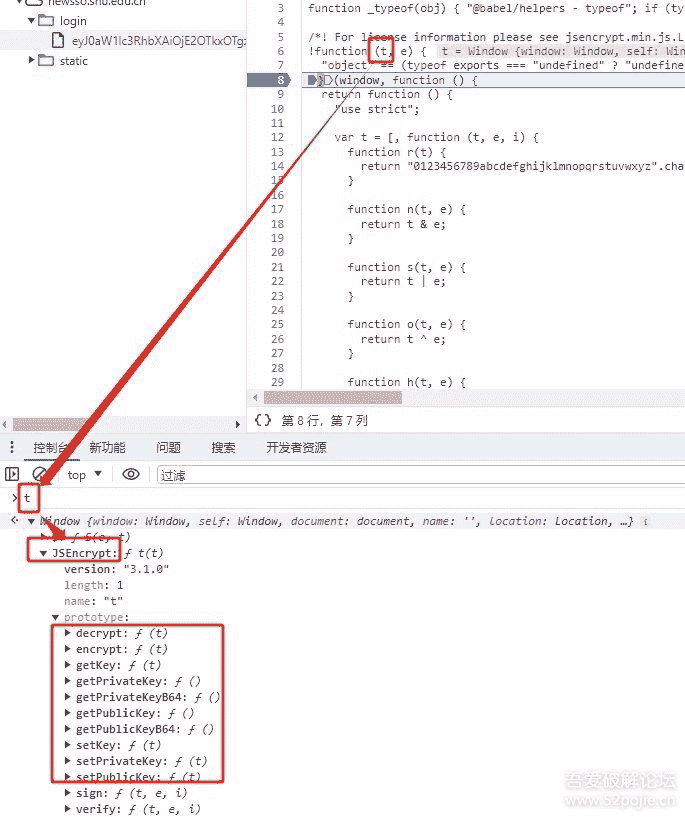 newsso.shu.edu.cn
login
eyJ0aW1lc3RhbXAiOjE2OTkxOTgz
static
3 function _typeof(obj) { "@babel/helpers - typeof"; if (ty
4
5 /*! For license information please see jsencrypt.min.js.L
6 !function (t, e) { t = Window {window: Window, self: Win
7 "object" == (typeof exports === "undefined" ? "undefine
8 }(window, function () {
9 return function () {
10 "use strict";
11
12 var t = [, function (t, e, i) {
13 function r(t) {
14 return "0123456789abcdefghijklmnopqrstuvwxyz".cha
15 }
16
17 function n(t, e) {
18 return t & e;
19 }
20
21 function s(t, e) {
22 return t | e;
23 }
24
25 function o(t, e) {
26 return t ^ e;
27 }
28
29 function h(t, e) {
{} 第 8 行，第 7 列
控制台 新功能 问题 搜索 开发者资源
top ▼ 过滤
> t
Window {window: Window, self: Window, document: document, name: '', location: Location, …} i
$: ƒ S(e, t)
JSEncrypt: ƒ t(t)
version: "3.1.0"
length: 1
name: "t"
prototype:
decrypt: ƒ (t)
encrypt: ƒ (t)
getKey: ƒ (t)
getPrivateKey: ƒ ()
getPrivateKeyB64: ƒ ()
getPublicKey: ƒ ()
getPublicKeyB64: ƒ ()
setKey: ƒ (t)
setPrivateKey: ƒ (t)
setPublicKey: ƒ (t)
sign: ƒ (t, e, i)
verify: ƒ (t, e, i)
吾爱破解论坛
www.52pojie.cn